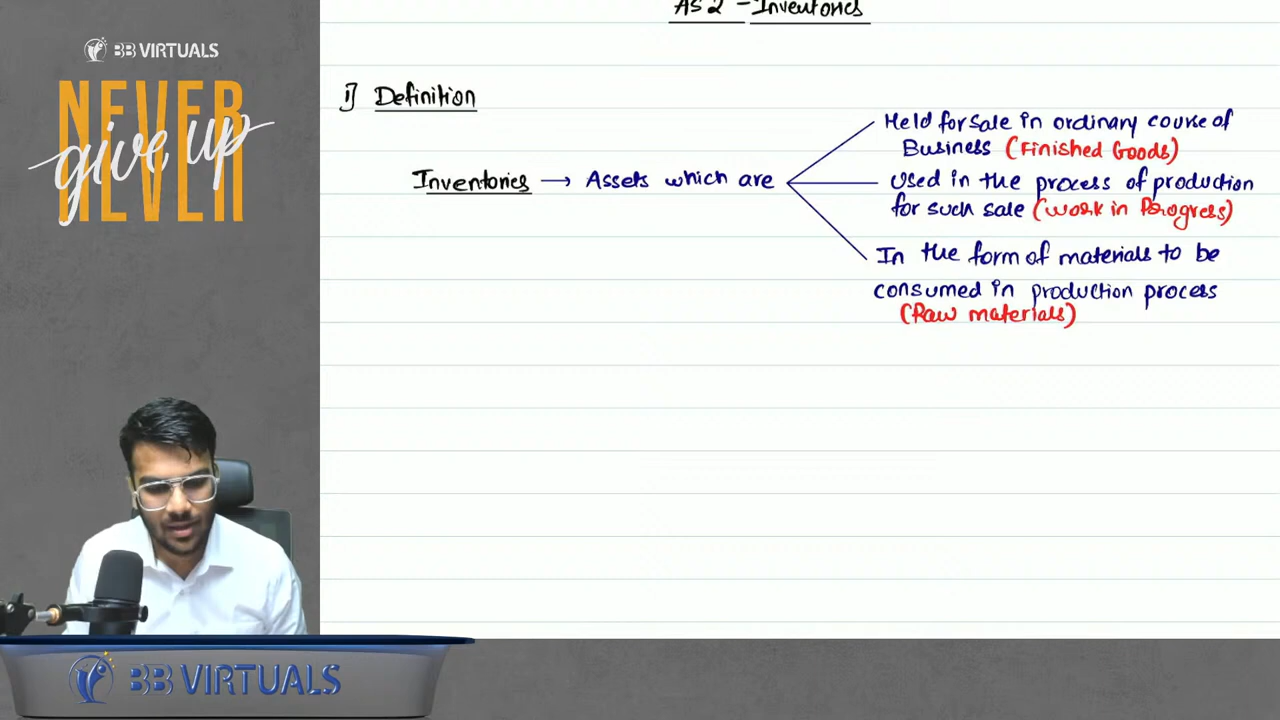 BB VIRTUALS
NEVER
give up
NEVER
AS 2 - Inventories
1] Definition
Inventories → Assets which are
Held for sale in ordinary course of
Business (Finished Goods)
used in the process of production
for such sale (Work in Progress)
In the form of materials to be
consumed in production process
(Raw materials)
BB VIRTUALS